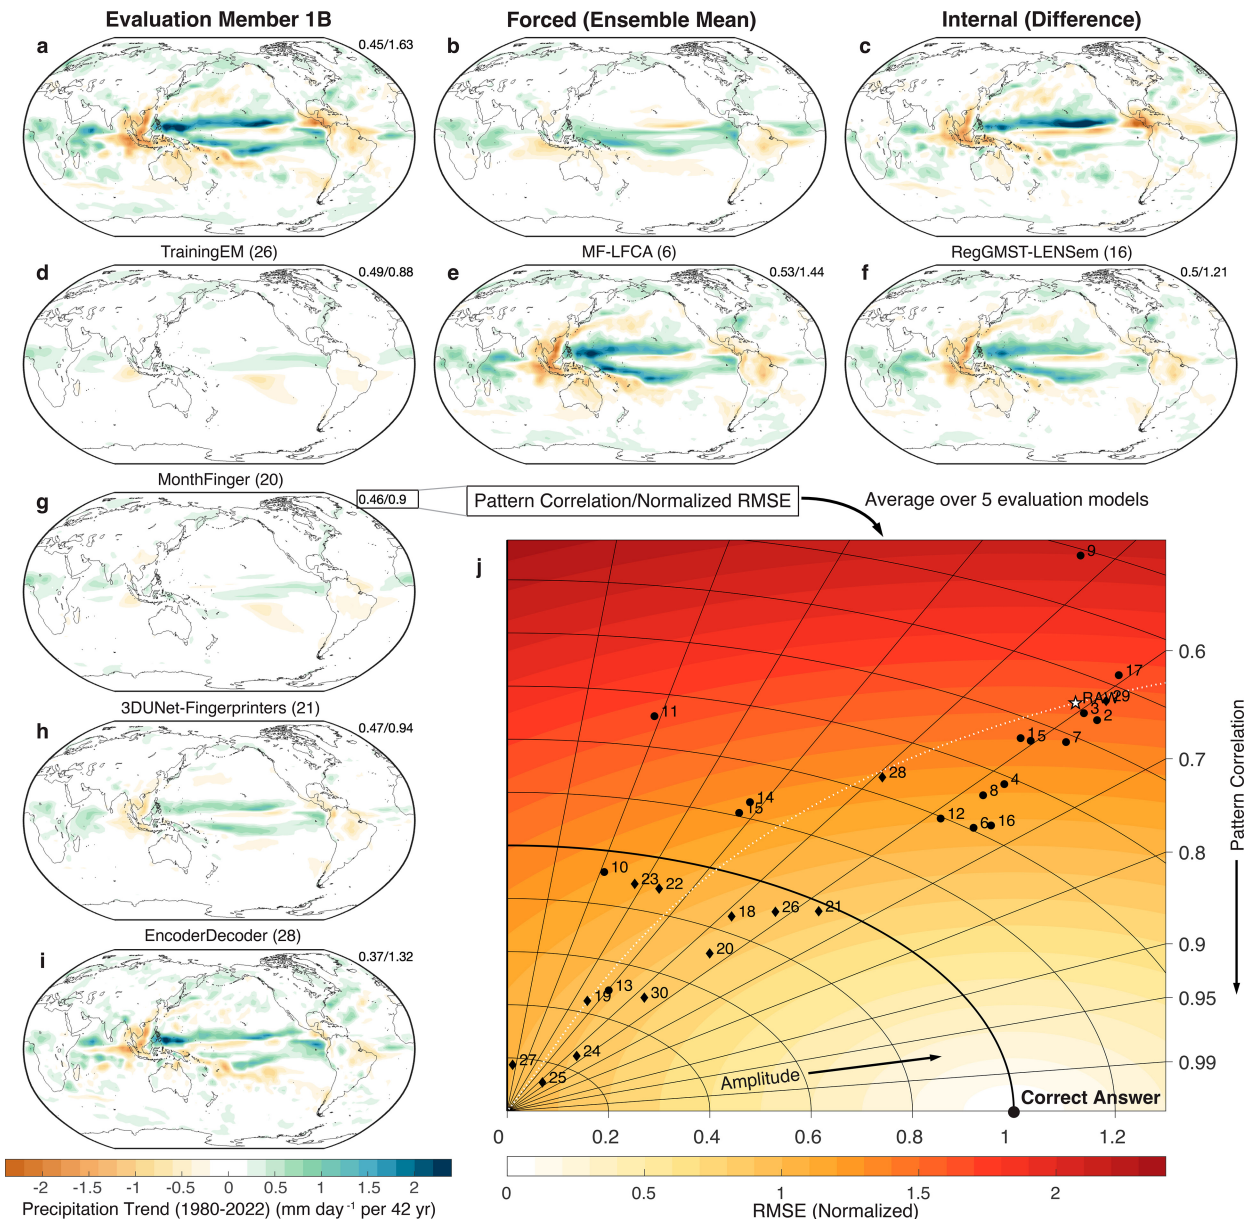 Evaluation Member 1B
Forced (Ensemble Mean)
Internal (Difference)
a
0.45/1.63
b
c
TrainingEM (26)
MF-LFCA (6)
RegGMST-LENSem (16)
d
0.49/0.88
e
0.53/1.44
f
0.5/1.21
MonthFinger (20)
g
0.46/0.9
Pattern Correlation/Normalized RMSE
Average over 5 evaluation models
3DUNet-Fingerprinters (21)
h
0.47/0.94
EncoderDecoder (28)
i
0.37/1.32
j
9
0.6
17
RAW
29
3
2
11
15
7
0.7
28
4
8
14
15
12
6
16
0.8
10
23
22
18
26
21
20
0.9
19
13
30
0.95
24
27
25
0.99
Amplitude
Correct Answer
Pattern Correlation
0
0.2
0.4
0.6
0.8
1
1.2
0
0.5
1
1.5
2
RMSE (Normalized)
-2
-1.5
-1
-0.5
0
0.5
1
1.5
2
Precipitation Trend (1980-2022) (mm day⁻¹ per 42 yr)